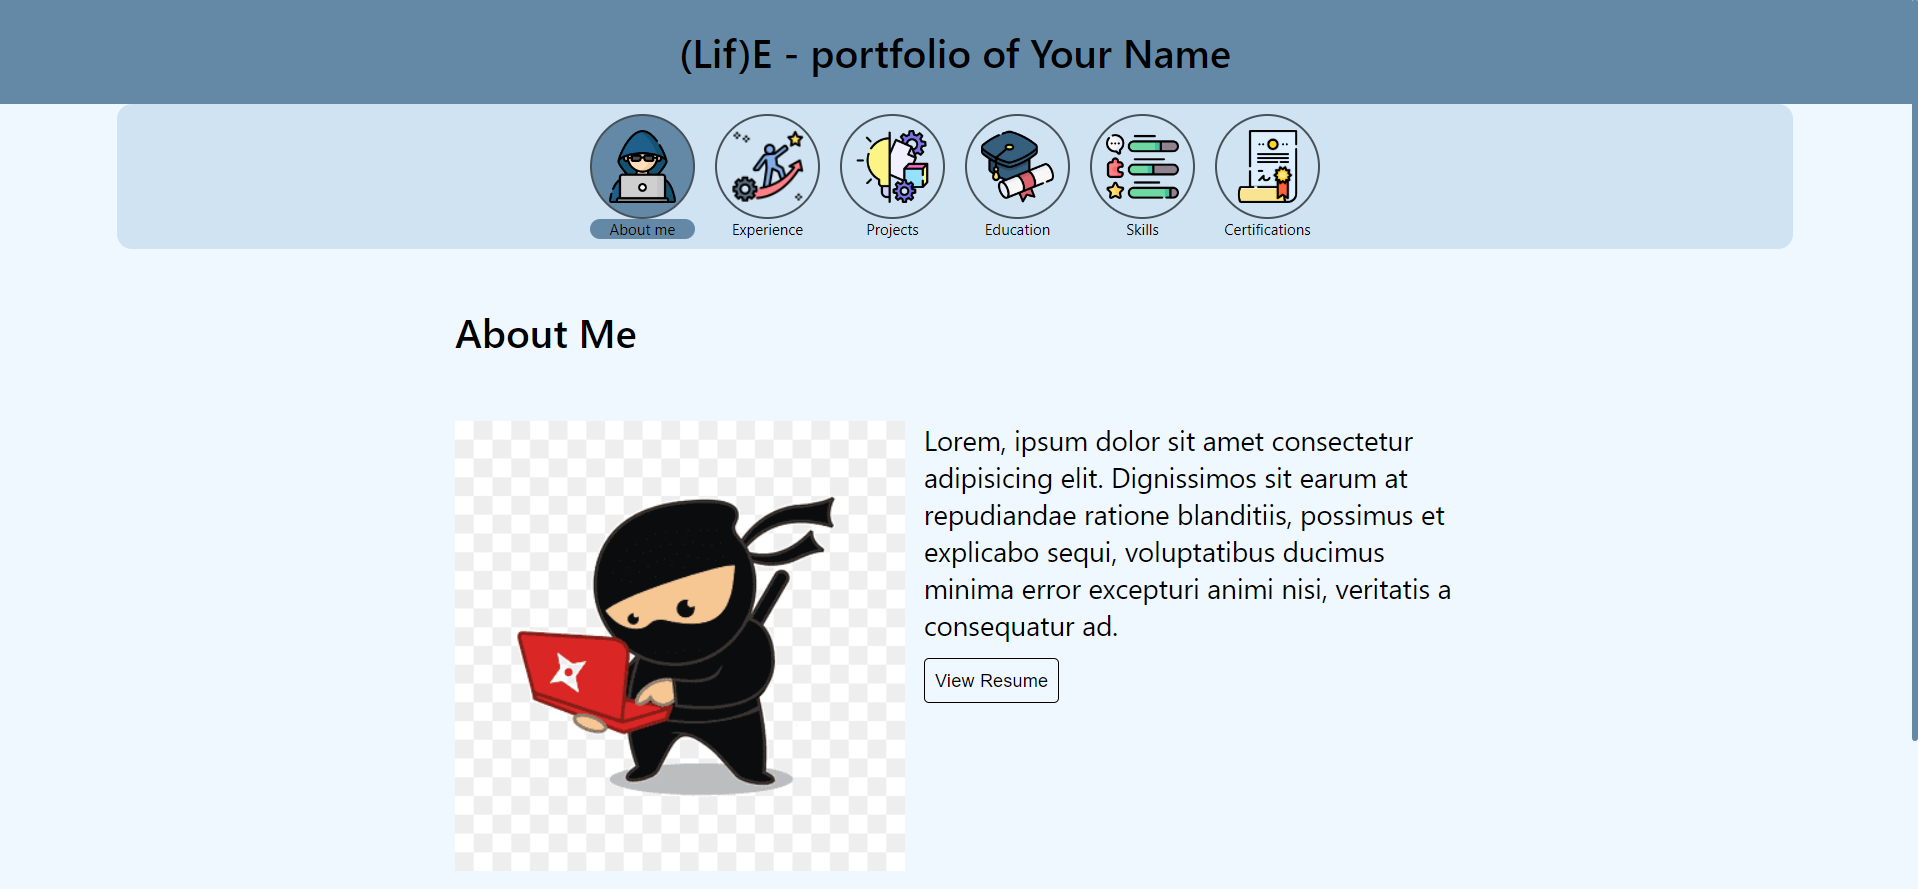 (Lif)E - portfolio of Your Name
About me
Experience
Projects
Education
Skills
Certifications
About Me
Lorem, ipsum dolor sit amet consectetur
adipisicing elit. Dignissimos sit earum at
repudiandae ratione blanditiis, possimus et
explicabo sequi, voluptatibus ducimus
minima error excepturi animi nisi, veritatis a
consequatur ad.
View Resume